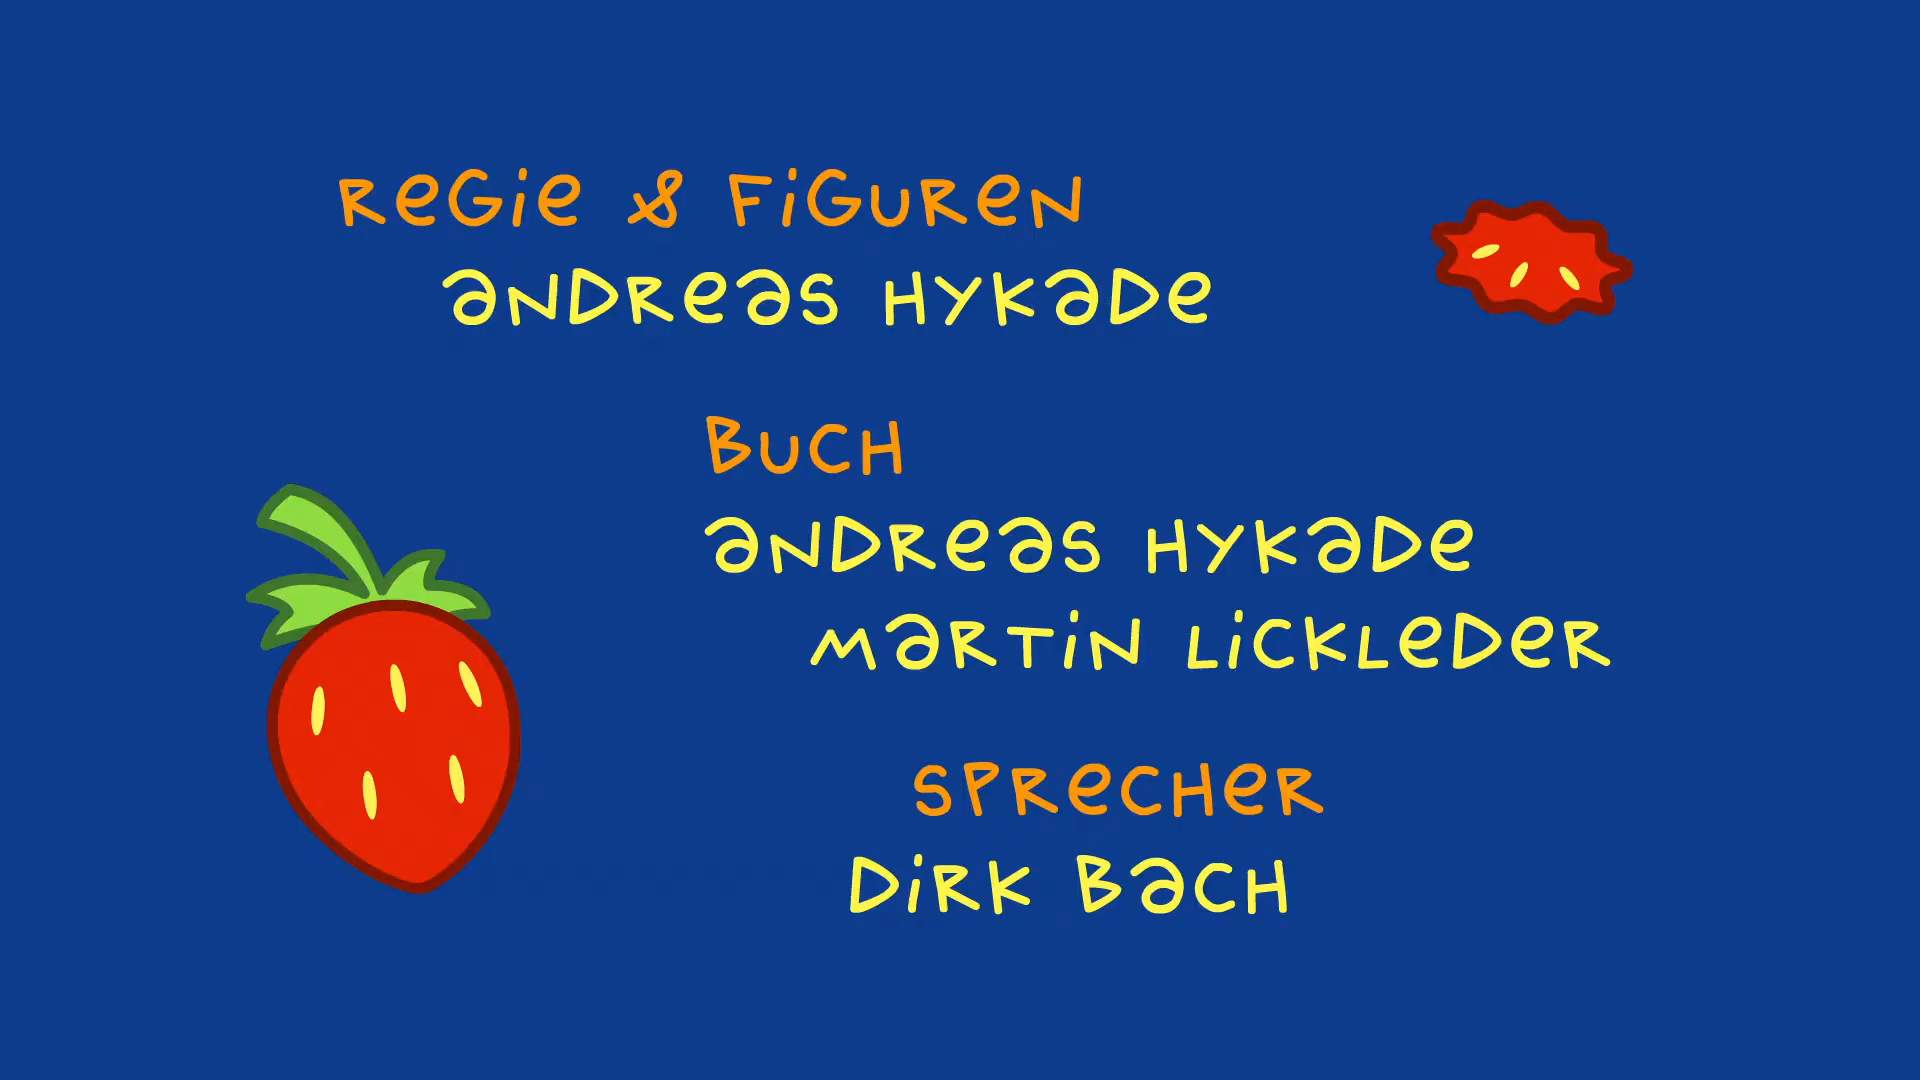 Regie & Figuren
Andreas Hykade
Buch
Andreas Hykade
Martin Lickleder
Sprecher
Dirk Bach